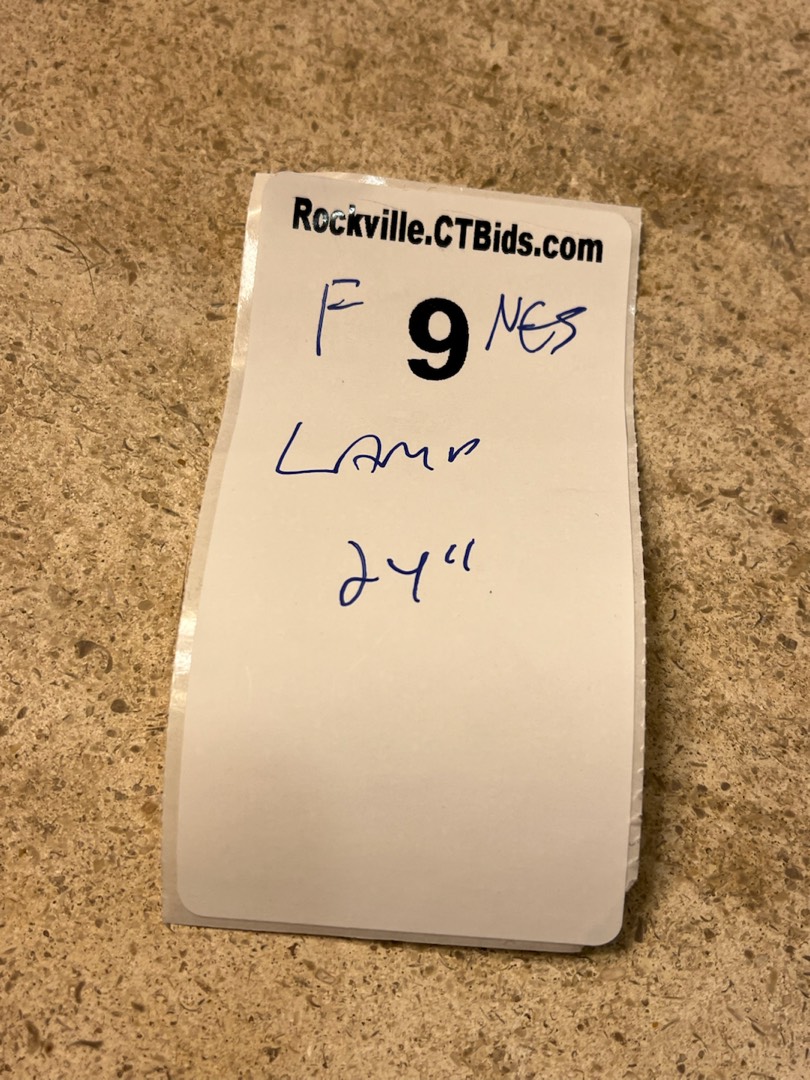 Rockville.CTBids.com
F 9 NES
LAMP
24"